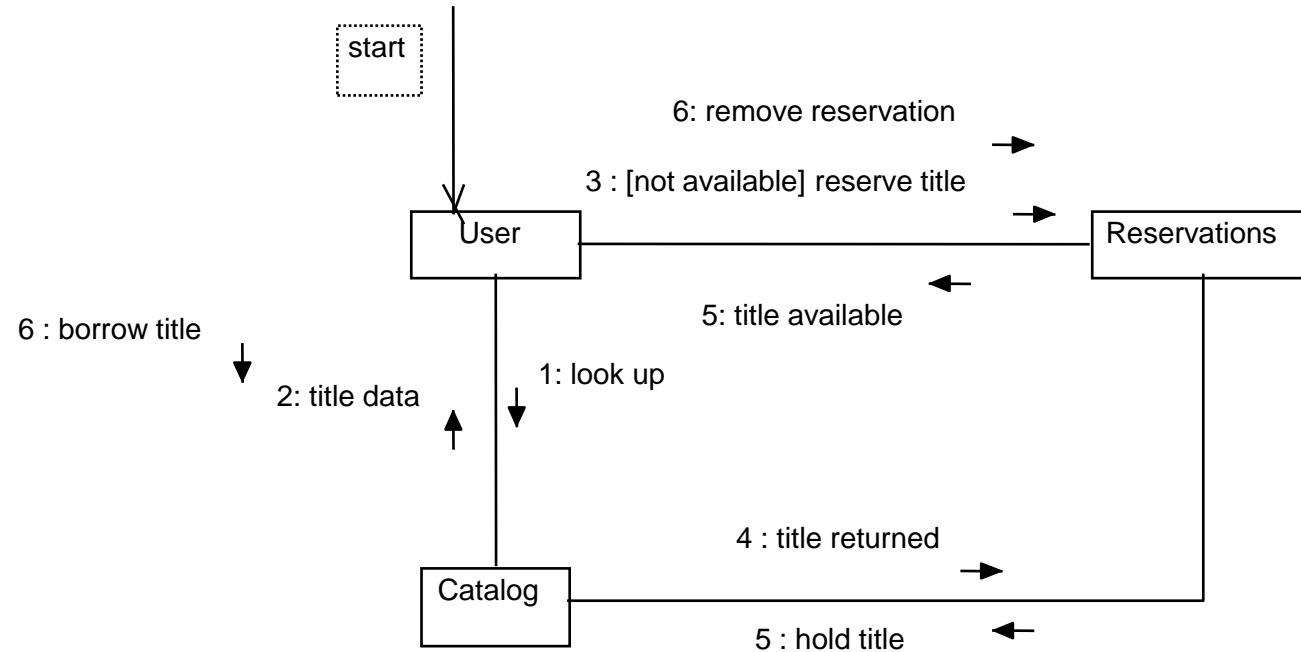 start
6: remove reservation
3 : [not available] reserve title
User
Reservations
5: title available
6 : borrow title
1: look up
2: title data
4 : title returned
Catalog
5 : hold title